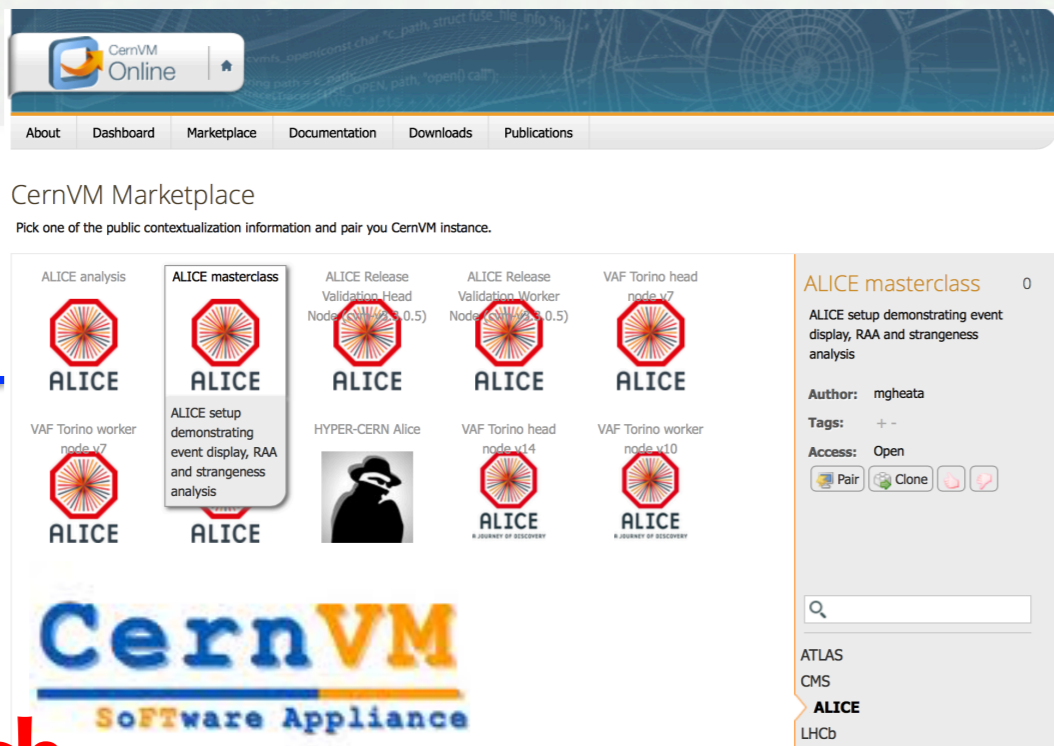 CernVM
Online
About Dashboard Marketplace Documentation Downloads Publications
CernVM Marketplace
Pick one of the public contextualization information and pair you CernVM instance.
ALICE analysis
ALICE
ALICE masterclass
ALICE
ALICE setup
demonstrating
event display, RAA
and strangeness
analysis
ALICE Release
Validation Head
Node
ALICE
ALICE Release
Validation Worker
Node
ALICE
VAF Torino head
node v7
ALICE
VAF Torino worker
node v7
ALICE
ALICE
HYPER-CERN Alice
VAF Torino head
node v14
ALICE
A JOURNEY OF DISCOVERY
VAF Torino worker
node v10
ALICE
A JOURNEY OF DISCOVERY
CernVM
SoFTware Appliance
ALICE masterclass 0
ALICE setup demonstrating event
display, RAA and strangeness
analysis
Author: mgheata
Tags: + -
Access: Open
Pair Clone
ATLAS
CMS
ALICE
LHCb